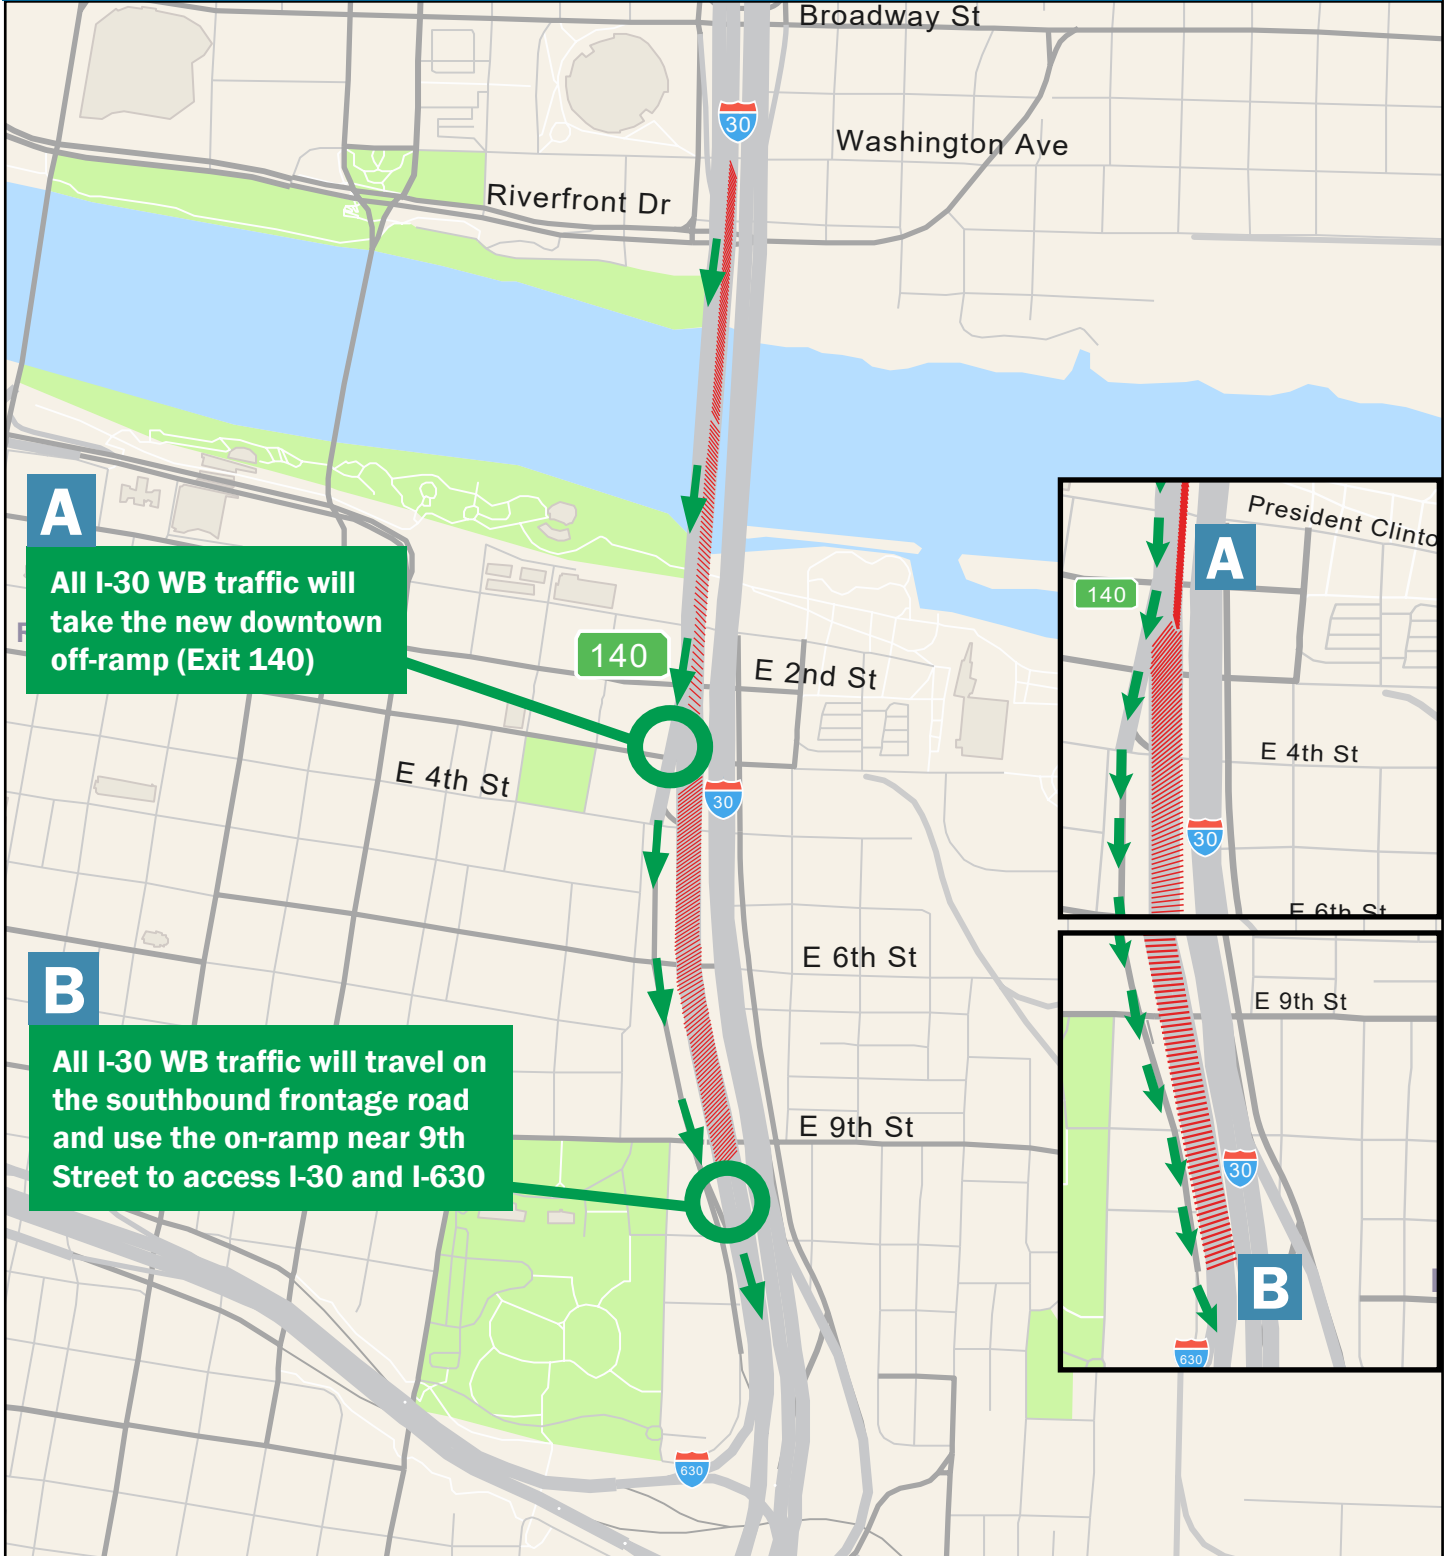 Broadway St
30
Washington Ave
Riverfront Dr
A
All I-30 WB traffic will
take the new downtown
off-ramp (Exit 140)
140
E 2nd St
E 4th St
30
E 6th St
B
All I-30 WB traffic will travel on
the southbound frontage road
and use the on-ramp near 9th
Street to access I-30 and I-630
E 9th St
630
President Clinto
A
140
E 4th St
30
E 6th St
E 9th St
30
B
630